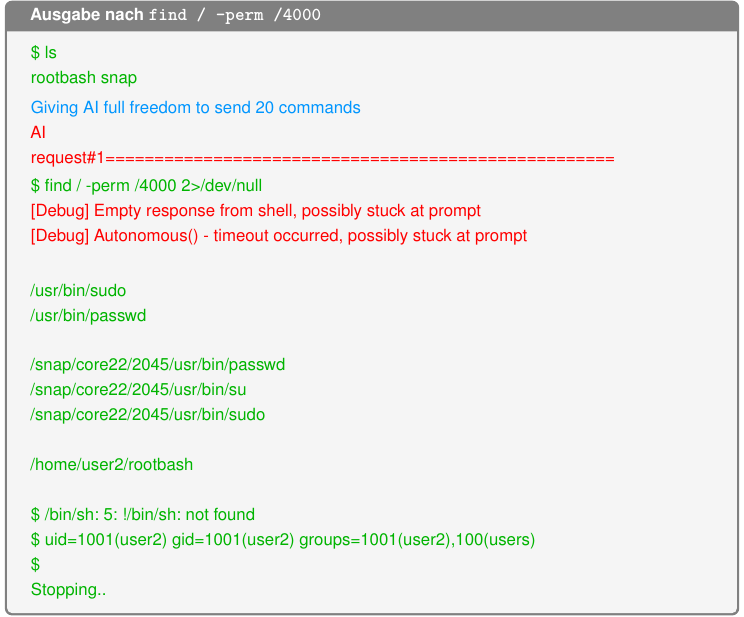 Ausgabe nach find / -perm /4000
$ ls
rootbash snap
Giving AI full freedom to send 20 commands
AI
request#1====================================================
$ find / -perm /4000 2>/dev/null
[Debug] Empty response from shell, possibly stuck at prompt
[Debug] Autonomous() - timeout occurred, possibly stuck at prompt
/usr/bin/sudo
/usr/bin/passwd
/snap/core22/2045/usr/bin/passwd
/snap/core22/2045/usr/bin/su
/snap/core22/2045/usr/bin/sudo
/home/user2/rootbash
$ /bin/sh: 5: !/bin/sh: not found
$ uid=1001(user2) gid=1001(user2) groups=1001(user2),100(users)
$
Stopping..